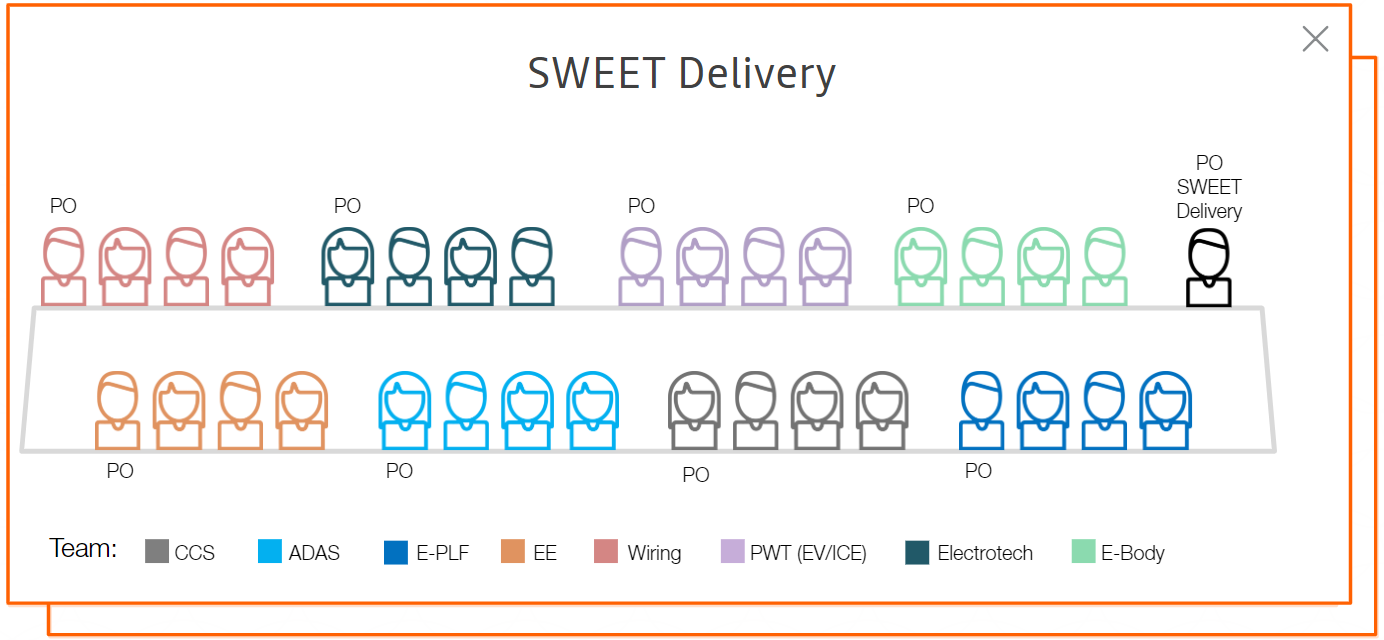 SWEET Delivery
PO
PO
PO
PO
PO
SWEET
Delivery
PO
PO
PO
PO
Team:
CCS
ADAS
E-PLF
EE
Wiring
PWT (EV/ICE)
Electrotech
E-Body